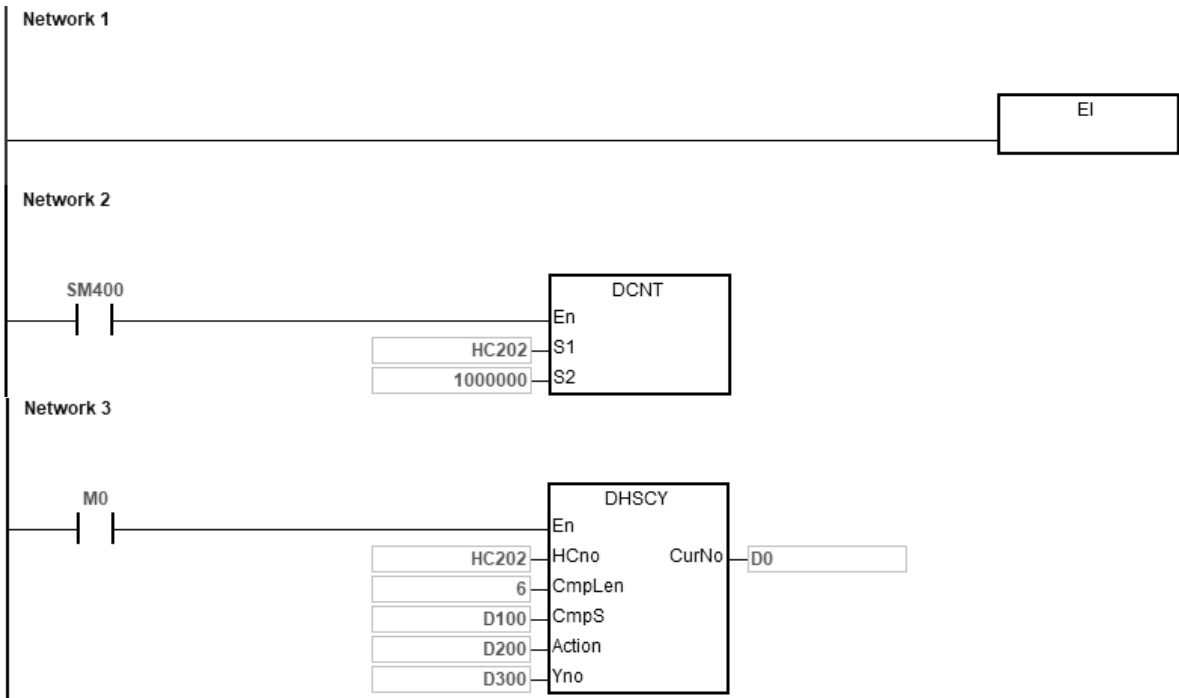 Network 1
EI
Network 2
SM400
DCNT
En
HC202 S1
1000000 S2
Network 3
M0
DHSCY
En
HC202 HCno CurNo D0
6 CmpLen
D100 CmpS
D200 Action
D300 Yno